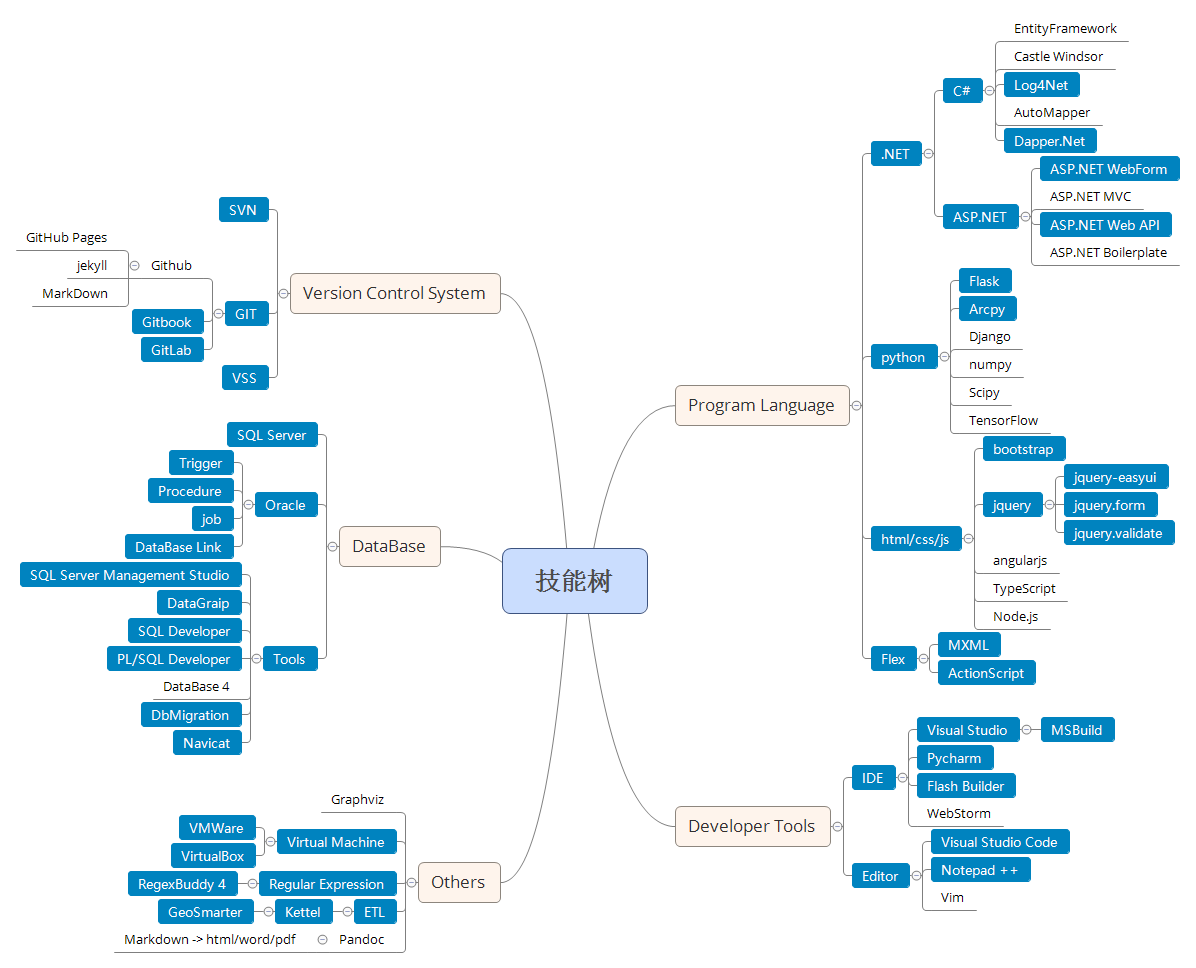 技能树
Program Language
.NET
C#
EntityFramework
Castle Windsor
Log4Net
AutoMapper
Dapper.Net
ASP.NET
ASP.NET WebForm
ASP.NET MVC
ASP.NET Web API
ASP.NET Boilerplate
python
Flask
Arcpy
Django
numpy
Scipy
TensorFlow
html/css/js
bootstrap
jquery
jquery-easyui
jquery.form
jquery.validate
angularjs
TypeScript
Node.js
Flex
MXML
ActionScript
Developer Tools
IDE
Visual Studio
MSBuild
Pycharm
Flash Builder
WebStorm
Editor
Visual Studio Code
Notepad ++
Vim
Version Control System
SVN
GIT
Github
GitHub Pages
jekyll
MarkDown
Gitbook
GitLab
VSS
DataBase
SQL Server
Oracle
Trigger
Procedure
job
DataBase Link
Tools
SQL Server Management Studio
DataGraip
SQL Developer
PL/SQL Developer
DataBase 4
DbMigration
Navicat
Others
Graphviz
Virtual Machine
VMWare
VirtualBox
Regular Expression
RegexBuddy 4
ETL
Kettel
GeoSmarter
Pandoc
Markdown -> html/word/pdf